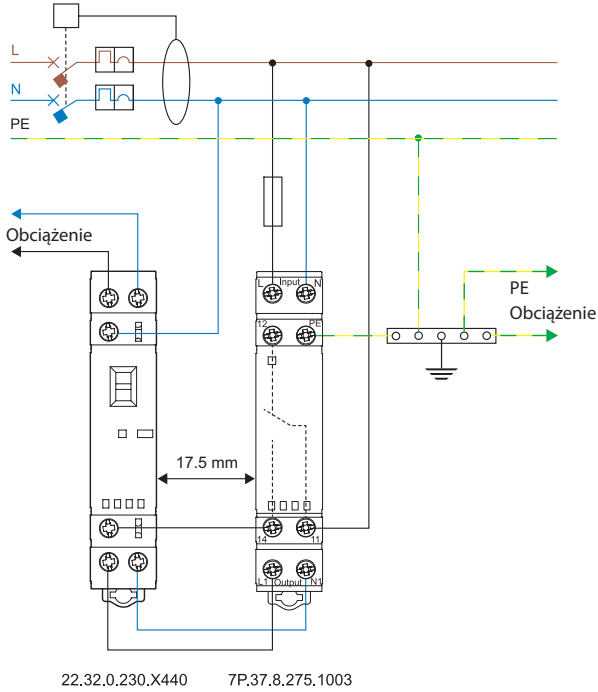 L
N
PE
Obciążenie
L Input N
12 PE
PE
Obciążenie
17.5 mm
14 11
L1 Output N1
22.32.0.230.X440 7P.37.8.275.1003